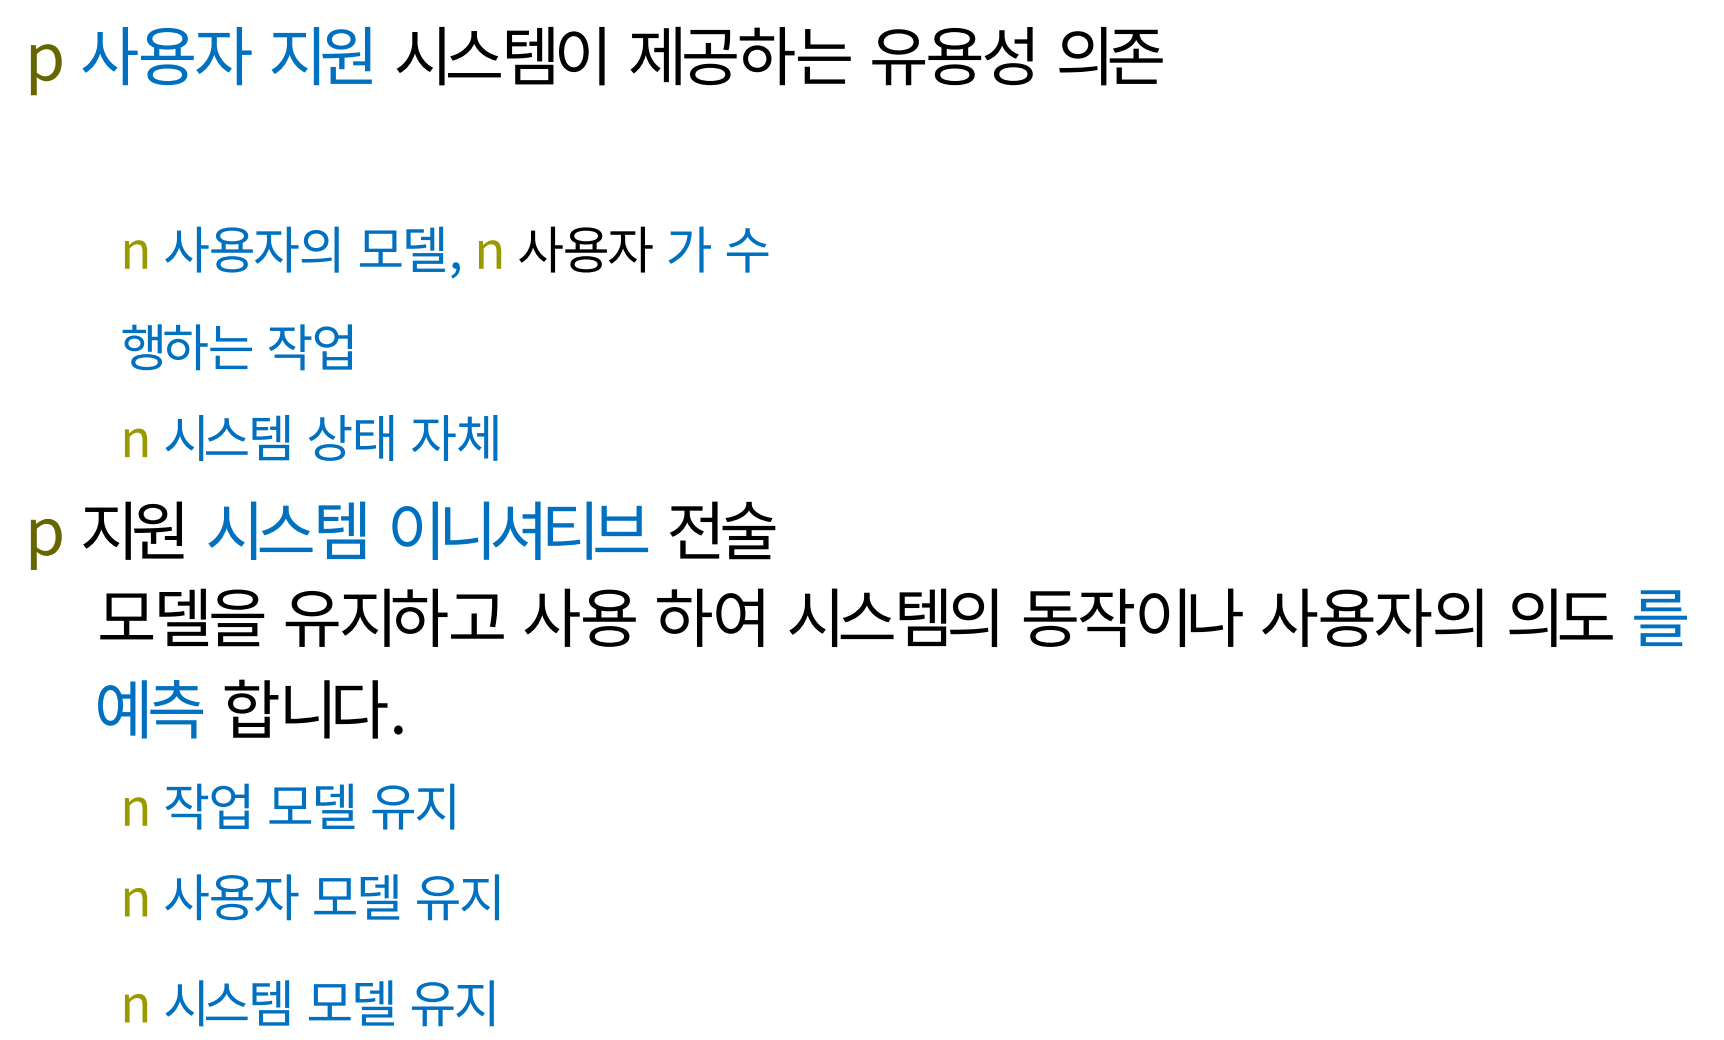 p 사용자 지원 시스템이 제공하는 유용성 의존
n 사용자의 모델, n 사용자 가 수
행하는 작업
n 시스템 상태 자체
p 지원 시스템 이니셔티브 전술
모델을 유지하고 사용 하여 시스템의 동작이나 사용자의 의도 를
예측 합니다.
n 작업 모델 유지
n 사용자 모델 유지
n 시스템 모델 유지